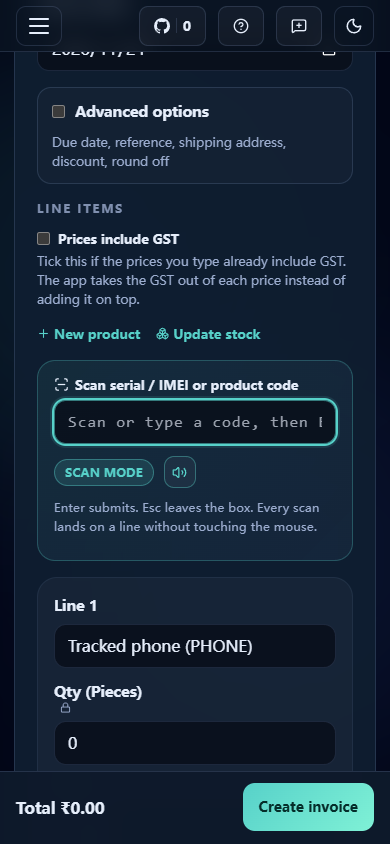 0
Advanced options
Due date, reference, shipping address,
discount, round off
LINE ITEMS
Prices include GST
Tick this if the prices you type already include GST.
The app takes the GST out of each price instead of
adding it on top.
+ New product Update stock
Scan serial / IMEI or product code
Scan or type a code, then
SCAN MODE
Enter submits. Esc leaves the box. Every scan
lands on a line without touching the mouse.
Line 1
Tracked phone (PHONE)
Qty (Pieces)
0
Total ₹0.00
Create invoice